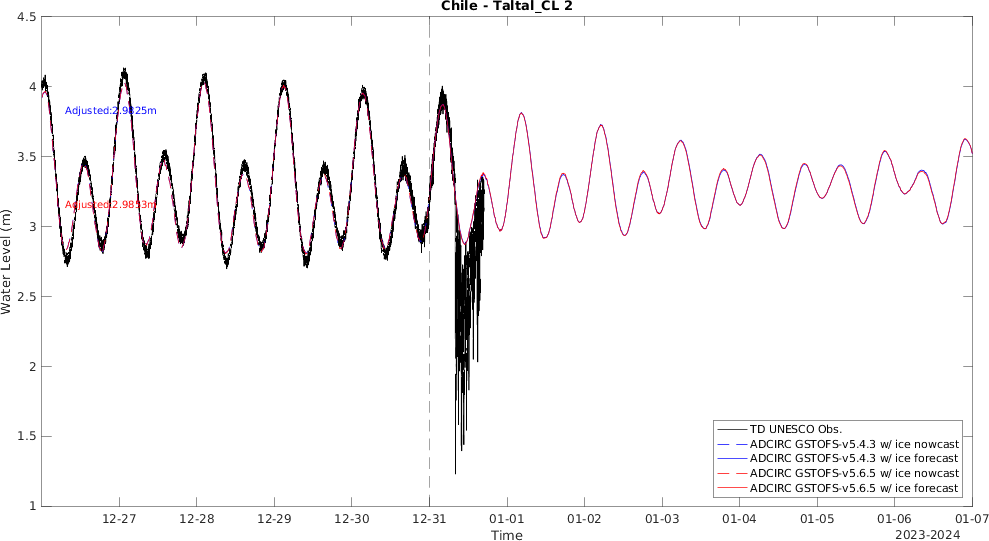 Chile - Taltal_CL 2
4.5
4
3.5
3
2.5
2
1.5
1
Water Level (m)
Adjusted:2.9825m
Adjusted:2.9853m
TD UNESCO Obs.
ADCIRC GSTOFS-v5.4.3 w/ ice nowcast
ADCIRC GSTOFS-v5.4.3 w/ ice forecast
ADCIRC GSTOFS-v5.6.5 w/ ice nowcast
ADCIRC GSTOFS-v5.6.5 w/ ice forecast
12-27 12-28 12-29 12-30 12-31 01-01 01-02 01-03 01-04 01-05 01-06 01-07
Time
2023-2024